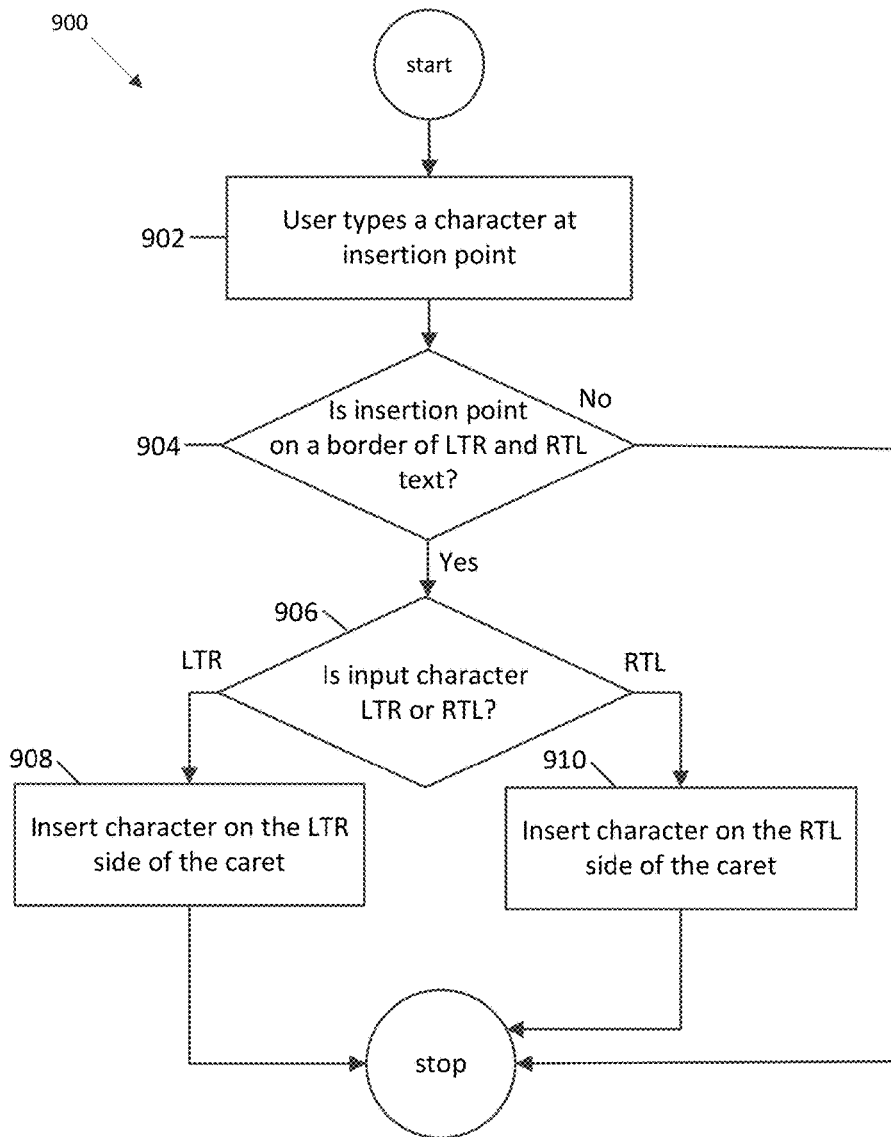 900
start
902
User types a character at
insertion point
904
Is insertion point
on a border of LTR and RTL
text?
No
Yes
906
LTR
Is input character
LTR or RTL?
RTL
908
Insert character on the LTR
side of the caret
910
Insert character on the RTL
side of the caret
stop